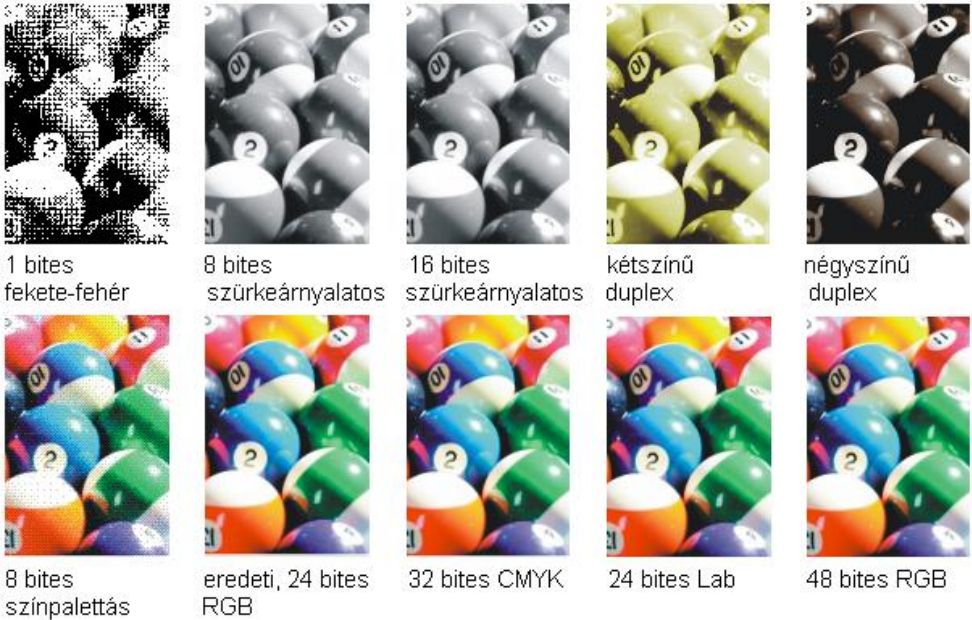 1 bites
fekete-fehér
8 bites
szürkeárnyalatos
16 bites
szürkeárnyalatos
kétszínű
duplex
négyszínű
duplex
8 bites
színpalettás
eredeti, 24 bites
RGB
32 bites CMYK
24 bites Lab
48 bites RGB